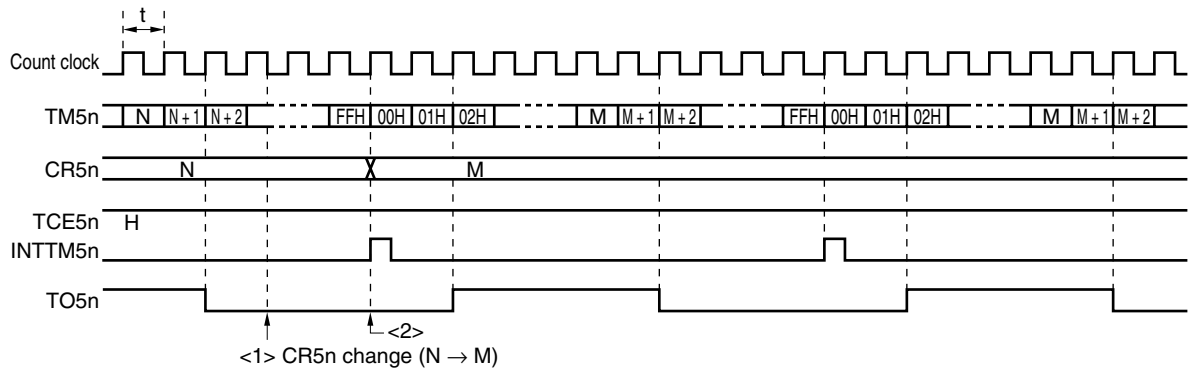 t
Count clock
TM5n N N + 1 N + 2 FFH 00H 01H 02H M M + 1 M + 2 FFH 00H 01H 02H M M + 1 M + 2
CR5n N M
TCE5n H
INTTM5n
TO5n
<2>
<1> CR5n change (N → M)